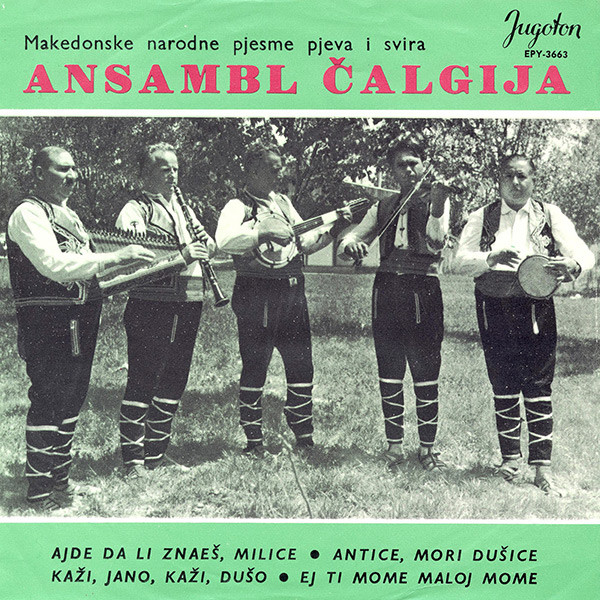 Jugoton
EPY-3663
Makedonske narodne pjesme pjeva i svira
ANSAMBL ČALGIJA
AJDE DA LI ZNAEŠ, MILICE • ANTICE, MORI DUŠICE
KAŽI, JANO, KAŽI, DUŠO • EJ TI MOME MALOJ MOME